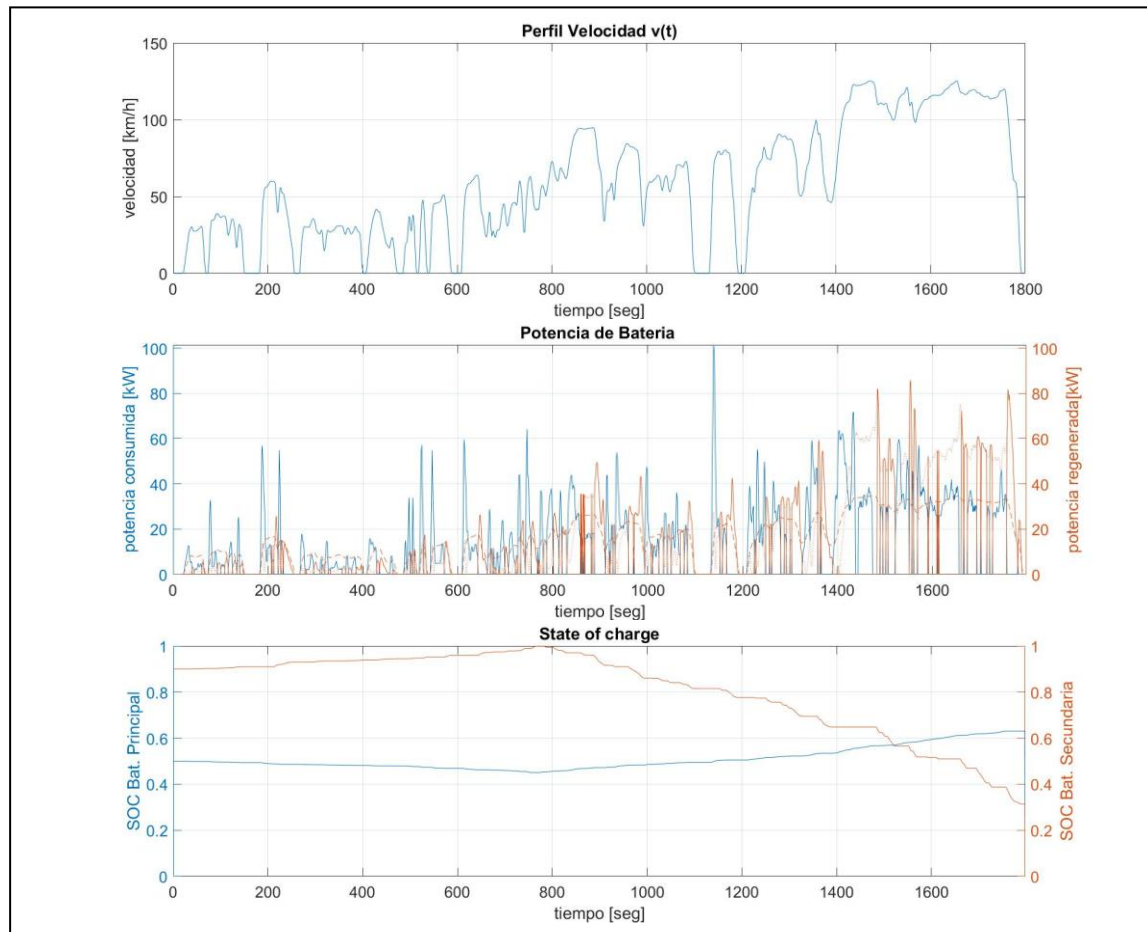 Perfil Velocidad v(t)
150
100
50
0
velocidad [km/h]
0 200 400 600 800 1000 1200 1400 1600 1800
tiempo [seg]
Potencia de Bateria
100
80
60
40
20
0
potencia consumida [kW]
100
80
60
40
20
0
potencia regenerada[kW]
0 200 400 600 800 1000 1200 1400 1600
tiempo [seg]
State of charge
1
0.8
0.6
0.4
0.2
0
SOC Bat. Principal
1
0.8
0.6
0.4
0.2
0
SOC Bat. Secundaria
0 200 400 600 800 1000 1200 1400 1600
tiempo [seg]